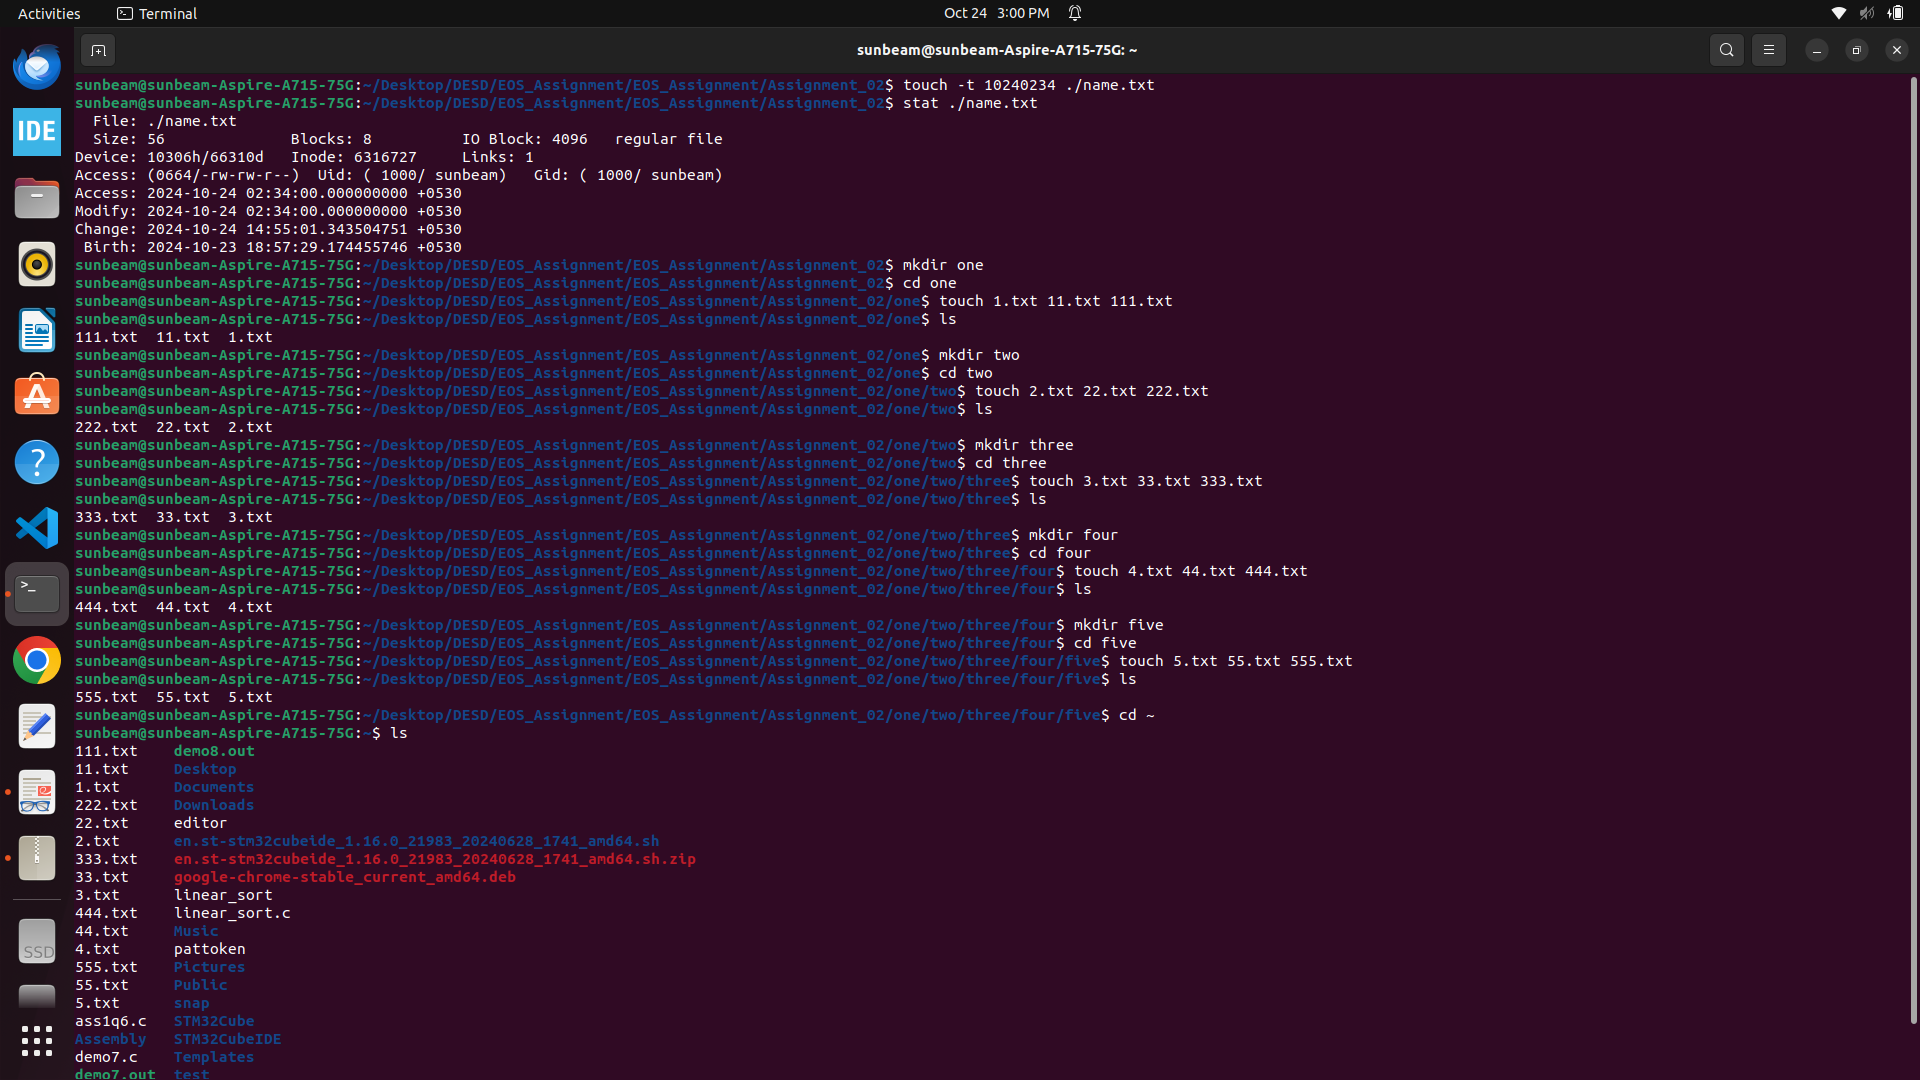 Activities Terminal Oct 24 3:00 PM
sunbeam@sunbeam-Aspire-A715-75G: ~
IDE
SSD
sunbeam@sunbeam-Aspire-A715-75G:~/Desktop/DESD/EOS_Assignment/EOS_Assignment/Assignment_02$ touch -t 10240234 ./name.txt
sunbeam@sunbeam-Aspire-A715-75G:~/Desktop/DESD/EOS_Assignment/EOS_Assignment/Assignment_02$ stat ./name.txt
  File: ./name.txt
  Size: 56              Blocks: 8          IO Block: 4096   regular file
Device: 10306h/66310d   Inode: 6316727     Links: 1
Access: (0664/-rw-rw-r--)  Uid: ( 1000/ sunbeam)   Gid: ( 1000/ sunbeam)
Access: 2024-10-24 02:34:00.000000000 +0530
Modify: 2024-10-24 02:34:00.000000000 +0530
Change: 2024-10-24 14:55:01.343504751 +0530
 Birth: 2024-10-23 18:57:29.174455746 +0530
sunbeam@sunbeam-Aspire-A715-75G:~/Desktop/DESD/EOS_Assignment/EOS_Assignment/Assignment_02$ mkdir one
sunbeam@sunbeam-Aspire-A715-75G:~/Desktop/DESD/EOS_Assignment/EOS_Assignment/Assignment_02$ cd one
sunbeam@sunbeam-Aspire-A715-75G:~/Desktop/DESD/EOS_Assignment/EOS_Assignment/Assignment_02/one$ touch 1.txt 11.txt 111.txt
sunbeam@sunbeam-Aspire-A715-75G:~/Desktop/DESD/EOS_Assignment/EOS_Assignment/Assignment_02/one$ ls
111.txt  11.txt  1.txt
sunbeam@sunbeam-Aspire-A715-75G:~/Desktop/DESD/EOS_Assignment/EOS_Assignment/Assignment_02/one$ mkdir two
sunbeam@sunbeam-Aspire-A715-75G:~/Desktop/DESD/EOS_Assignment/EOS_Assignment/Assignment_02/one$ cd two
sunbeam@sunbeam-Aspire-A715-75G:~/Desktop/DESD/EOS_Assignment/EOS_Assignment/Assignment_02/one/two$ touch 2.txt 22.txt 222.txt
sunbeam@sunbeam-Aspire-A715-75G:~/Desktop/DESD/EOS_Assignment/EOS_Assignment/Assignment_02/one/two$ ls
222.txt  22.txt  2.txt
sunbeam@sunbeam-Aspire-A715-75G:~/Desktop/DESD/EOS_Assignment/EOS_Assignment/Assignment_02/one/two$ mkdir three
sunbeam@sunbeam-Aspire-A715-75G:~/Desktop/DESD/EOS_Assignment/EOS_Assignment/Assignment_02/one/two$ cd three
sunbeam@sunbeam-Aspire-A715-75G:~/Desktop/DESD/EOS_Assignment/EOS_Assignment/Assignment_02/one/two/three$ touch 3.txt 33.txt 333.txt
sunbeam@sunbeam-Aspire-A715-75G:~/Desktop/DESD/EOS_Assignment/EOS_Assignment/Assignment_02/one/two/three$ ls
333.txt  33.txt  3.txt
sunbeam@sunbeam-Aspire-A715-75G:~/Desktop/DESD/EOS_Assignment/EOS_Assignment/Assignment_02/one/two/three$ mkdir four
sunbeam@sunbeam-Aspire-A715-75G:~/Desktop/DESD/EOS_Assignment/EOS_Assignment/Assignment_02/one/two/three$ cd four
sunbeam@sunbeam-Aspire-A715-75G:~/Desktop/DESD/EOS_Assignment/EOS_Assignment/Assignment_02/one/two/three/four$ touch 4.txt 44.txt 444.txt
sunbeam@sunbeam-Aspire-A715-75G:~/Desktop/DESD/EOS_Assignment/EOS_Assignment/Assignment_02/one/two/three/four$ ls
444.txt  44.txt  4.txt
sunbeam@sunbeam-Aspire-A715-75G:~/Desktop/DESD/EOS_Assignment/EOS_Assignment/Assignment_02/one/two/three/four$ mkdir five
sunbeam@sunbeam-Aspire-A715-75G:~/Desktop/DESD/EOS_Assignment/EOS_Assignment/Assignment_02/one/two/three/four$ cd five
sunbeam@sunbeam-Aspire-A715-75G:~/Desktop/DESD/EOS_Assignment/EOS_Assignment/Assignment_02/one/two/three/four/five$ touch 5.txt 55.txt 555.txt
sunbeam@sunbeam-Aspire-A715-75G:~/Desktop/DESD/EOS_Assignment/EOS_Assignment/Assignment_02/one/two/three/four/five$ ls
555.txt  55.txt  5.txt
sunbeam@sunbeam-Aspire-A715-75G:~/Desktop/DESD/EOS_Assignment/EOS_Assignment/Assignment_02/one/two/three/four/five$ cd ~
sunbeam@sunbeam-Aspire-A715-75G:~$ ls
111.txt    demo8.out
11.txt     Desktop
1.txt      Documents
222.txt    Downloads
22.txt     editor
2.txt      en.st-stm32cubeide_1.16.0_21983_20240628_1741_amd64.sh
333.txt    en.st-stm32cubeide_1.16.0_21983_20240628_1741_amd64.sh.zip
33.txt     google-chrome-stable_current_amd64.deb
3.txt      linear_sort
444.txt    linear_sort.c
44.txt     Music
4.txt      pattoken
555.txt    Pictures
55.txt     Public
5.txt      snap
ass1q6.c   STM32Cube
Assembly   STM32CubeIDE
demo7.c    Templates
demo7.out  test